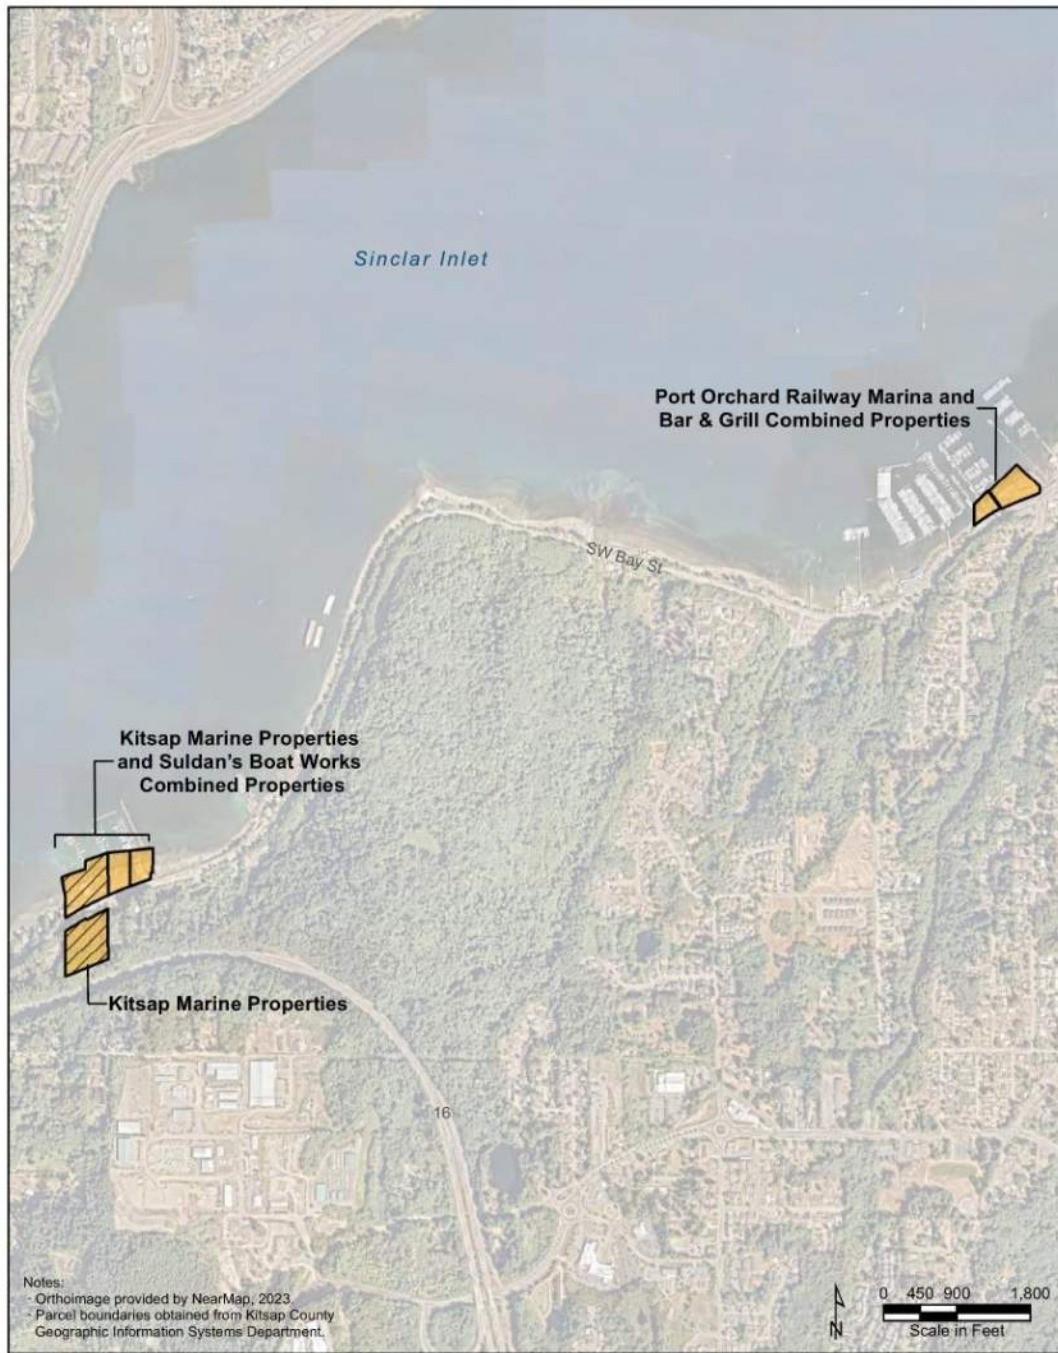 Sinclar Inlet
Port Orchard Railway Marina and
Bar & Grill Combined Properties
SW Bay St
Kitsap Marine Properties
and Suldan's Boat Works
Combined Properties
Kitsap Marine Properties
16
Notes:
- Orthoimage provided by NearMap, 2023.
- Parcel boundaries obtained from Kitsap County
Geographic Information Systems Department.
N
0 450 900 1,800
Scale in Feet